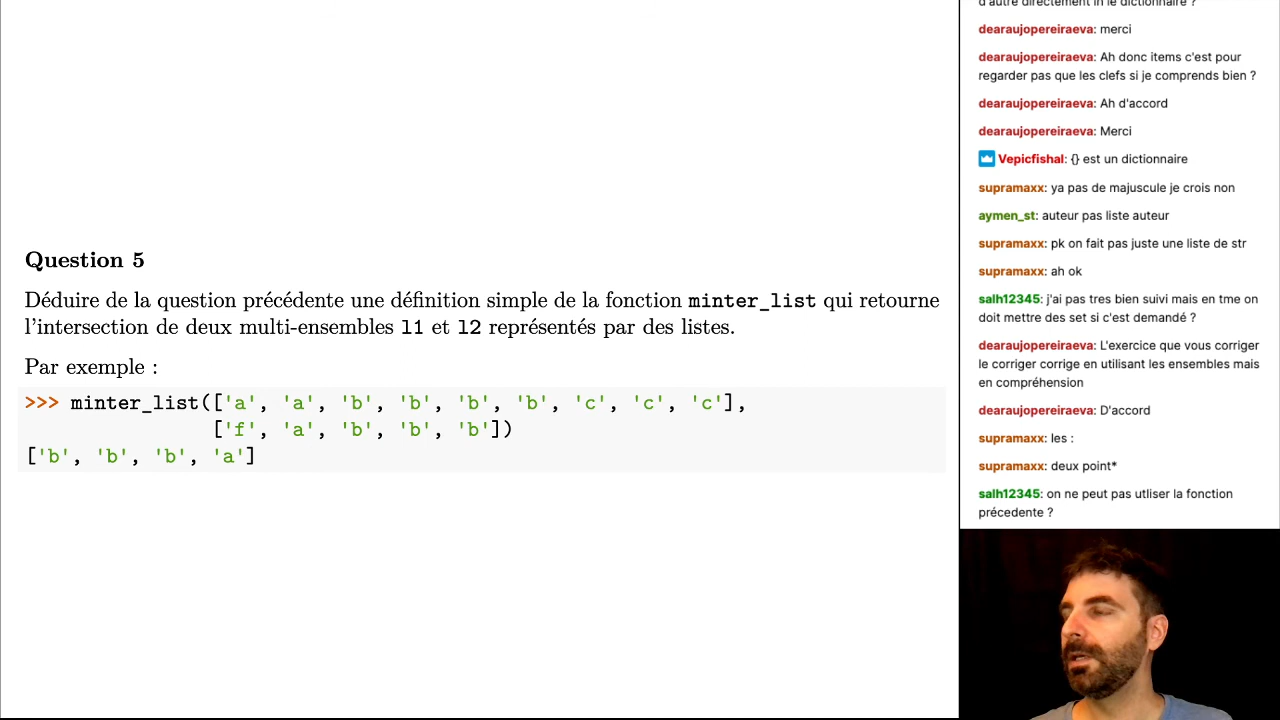 Question 5
Déduire de la question précédente une définition simple de la fonction minter_list qui retourne
l'intersection de deux multi-ensembles l1 et l2 représentés par des listes.
Par exemple :
>>> minter_list(['a', 'a', 'b', 'b', 'b', 'b', 'c', 'c', 'c'],
['f', 'a', 'b', 'b', 'b'])
['b', 'b', 'b', 'a']
d'autre directement in le dictionnaire ?
dearaujopereiraeva: merci
dearaujopereiraeva: Ah donc items c'est pour
regarder pas que les clefs si je comprends bien ?
dearaujopereiraeva: Ah d'accord
dearaujopereiraeva: Merci
Vepicfishal: {} est un dictionnaire
supramaxx: ya pas de majuscule je crois non
aymen_st: auteur pas liste auteur
supramaxx: pk on fait pas juste une liste de str
supramaxx: ah ok
salh12345: j'ai pas tres bien suivi mais en tme on
doit mettre des set si c'est demandé ?
dearaujopereiraeva: L'exercice que vous corriger
le corriger corrige en utilisant les ensembles mais
en compréhension
dearaujopereiraeva: D'accord
supramaxx: les :
supramaxx: deux point*
salh12345: on ne peut pas utliser la fonction
précedente ?